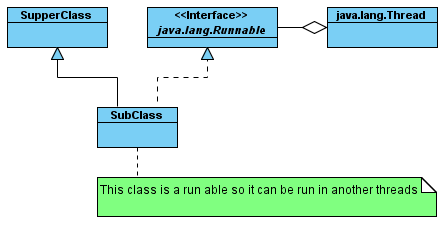 SupperClass
<<Interface>>
java.lang.Runnable
java.lang.Thread
SubClass
This class is a run able so it can be run in another threads